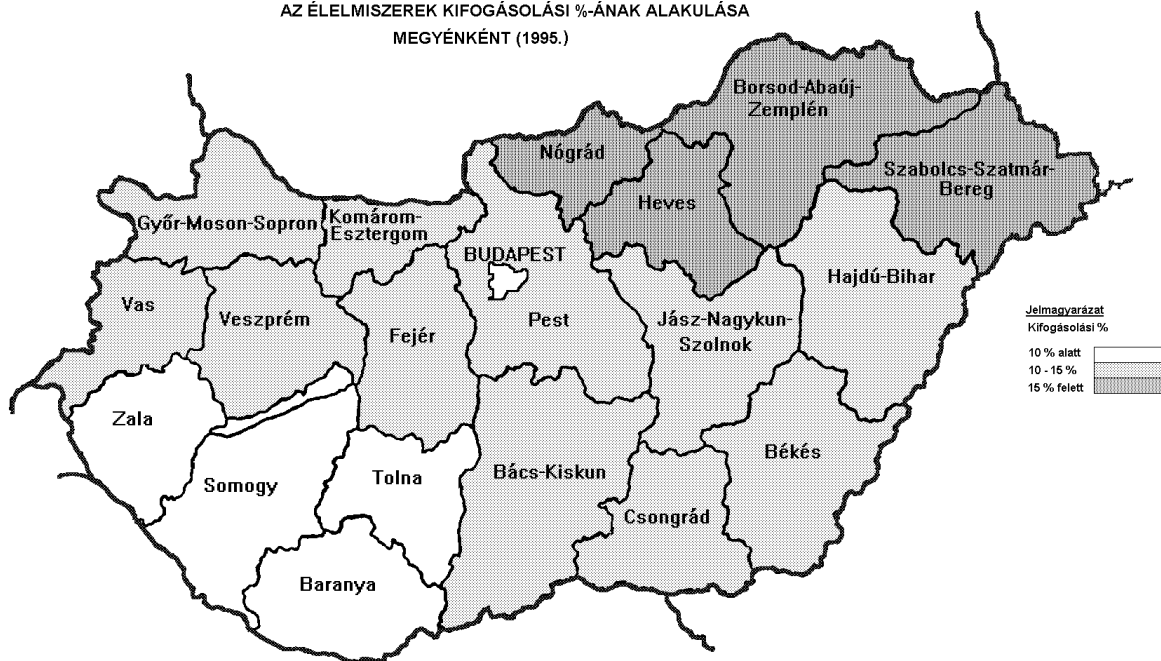 AZ ÉLELMISZEREK KIFOGÁSOLÁSI %-ÁNAK ALAKULÁSA
MEGYÉNKÉNT (1995.)
Borsod-Abaúj-
Zemplén
Nógrád
Szabolcs-Szatmár-
Bereg
Heves
Győr-Moson-Sopron
Komárom-
Esztergom
BUDAPEST
Hajdú-Bihar
Vas
Veszprém
Fejér
Pest
Jász-Nagykun-
Szolnok
Jelmagyarázat
Kifogásolási %
10 % alatt
10 - 15 %
15 % felett
Zala
Somogy
Tolna
Bács-Kiskun
Békés
Csongrád
Baranya